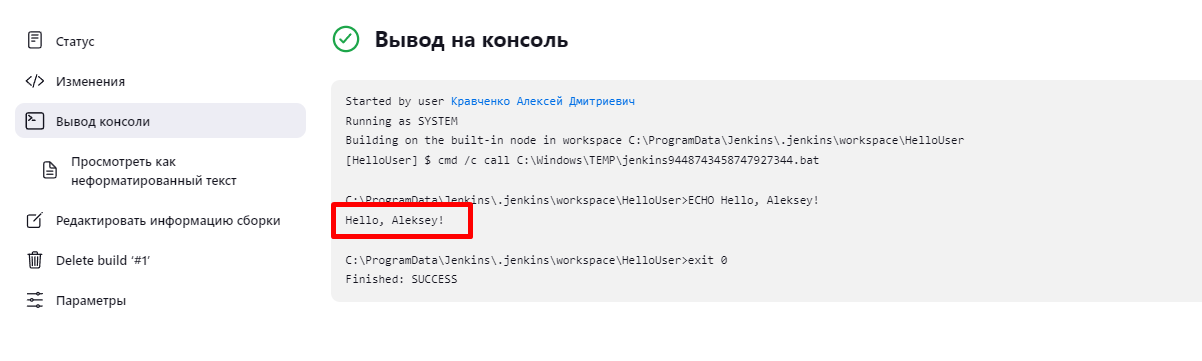 Статус
Изменения
Вывод консоли
Просмотреть как
неформатированный текст
Редактировать информацию сборки
Delete build ‘#1’
Параметры
Вывод на консоль
Started by user Кравченко Алексей Дмитриевич
Running as SYSTEM
Building on the built-in node in workspace C:\ProgramData\Jenkins\.jenkins\workspace\HelloUser
[HelloUser] $ cmd /c call C:\Windows\TEMP\jenkins9448743458747927344.bat
C:\ProgramData\Jenkins\.jenkins\workspace\HelloUser>ECHO Hello, Aleksey!
Hello, Aleksey!
C:\ProgramData\Jenkins\.jenkins\workspace\HelloUser>exit 0
Finished: SUCCESS